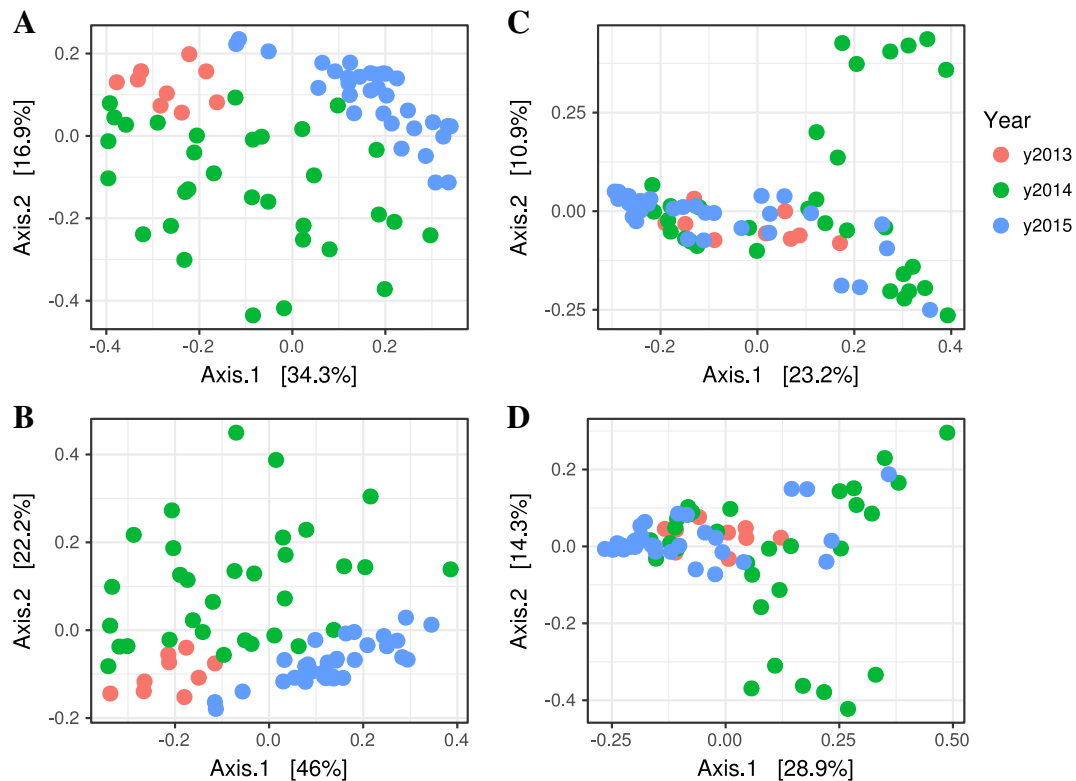 A
Axis.2 [16.9%]
0.2
0.0
-0.2
-0.4
-0.4 -0.2 0.0 0.2
Axis.1 [34.3%]
C
Axis.2 [10.9%]
0.25
0.00
-0.25
-0.2 0.0 0.2 0.4
Axis.1 [23.2%]
Year
y2013
y2014
y2015
B
Axis.2 [22.2%]
0.4
0.2
0.0
-0.2
-0.2 0.0 0.2 0.4
Axis.1 [46%]
D
Axis.2 [14.3%]
0.2
0.0
-0.2
-0.4
-0.25 0.00 0.25 0.50
Axis.1 [28.9%]